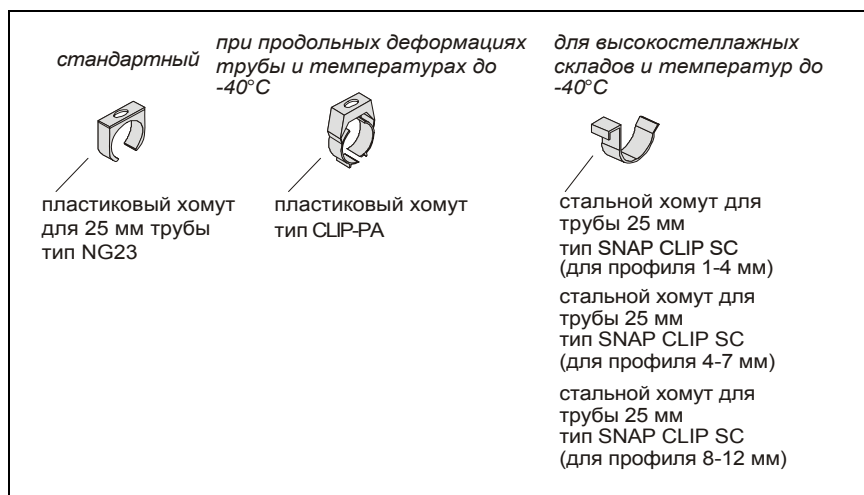 стандартный
при продольных деформациях
трубы и температурах до
-40°C
для высокостеллажных
складов и температур до
-40°C
пластиковый хомут
для 25 мм трубы
тип NG23
пластиковый хомут
тип CLIP-PA
стальной хомут для
трубы 25 мм
тип SNAP CLIP SC
(для профиля 1-4 мм)
стальной хомут для
трубы 25 мм
тип SNAP CLIP SC
(для профиля 4-7 мм)
стальной хомут для
трубы 25 мм
тип SNAP CLIP SC
(для профиля 8-12 мм)